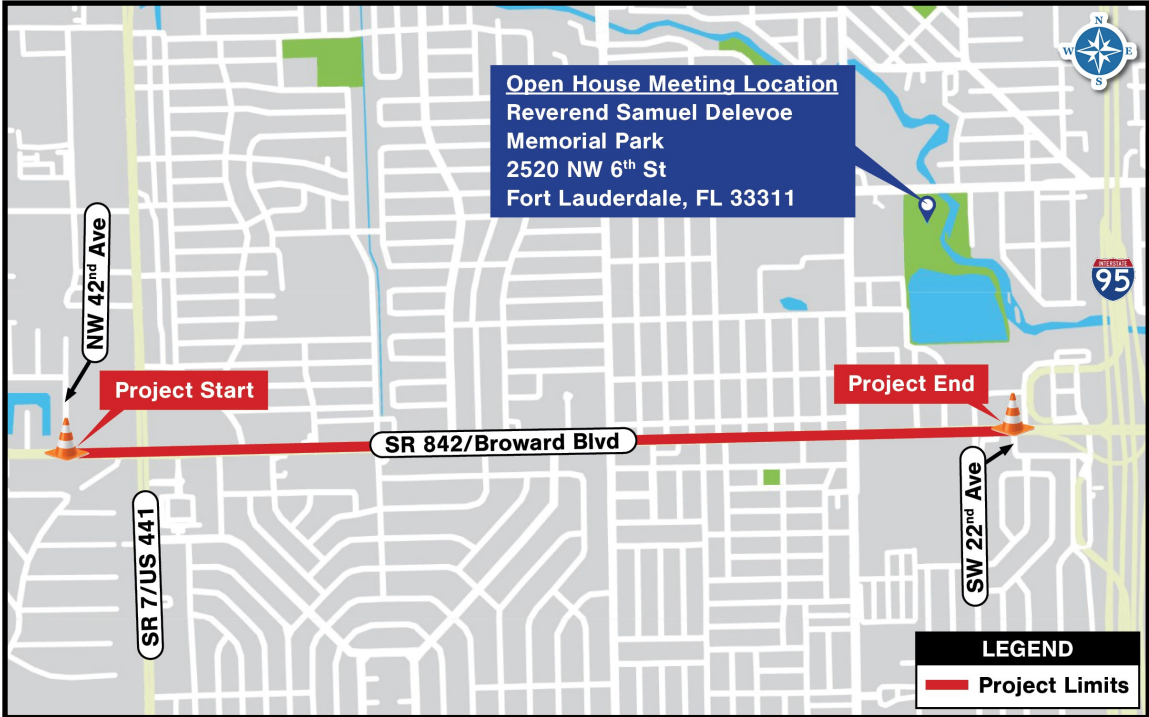 N
W
E
S
Open House Meeting Location
Reverend Samuel Delevoe
Memorial Park
2520 NW 6th St
Fort Lauderdale, FL 33311
INTERSTATE
95
NW 42nd Ave
Project Start
Project End
SR 842/Broward Blvd
SR 7/US 441
SW 22nd Ave
LEGEND
Project Limits